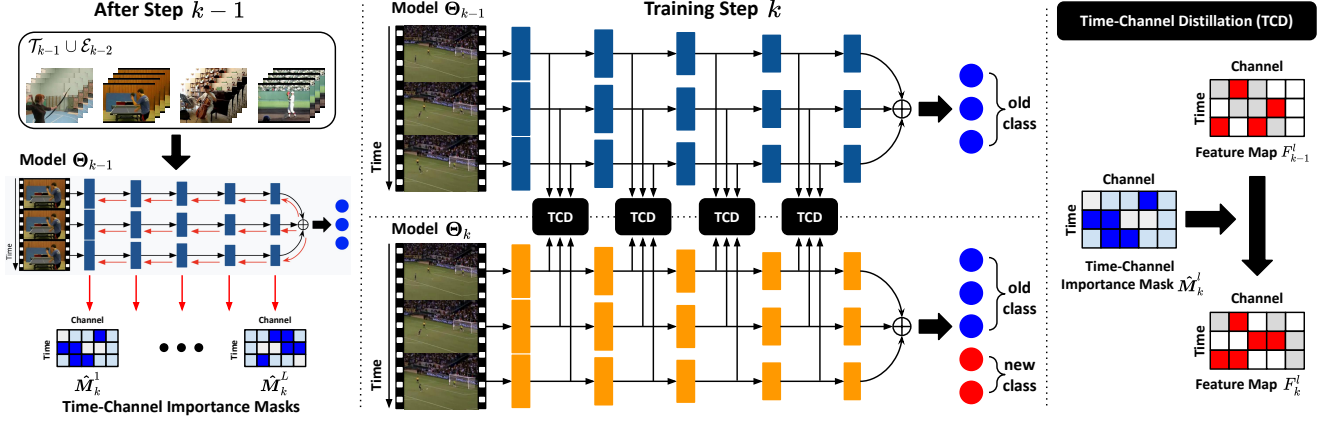 After Step k − 1
𝒯ₖ₋₁ ∪ ℰₖ₋₂
Model Θₖ₋₁
Time
Channel
Time
M̂ₖ¹
• • •
Channel
Time
M̂ₖᴸ
Time-Channel Importance Masks
Training Step k
Model Θₖ₋₁
Time
old
class
TCD
TCD
TCD
TCD
Model Θₖ
Time
old
class
new
class
Time-Channel Distillation (TCD)
Channel
Time
Feature Map Fˡₖ₋₁
Channel
Time
Time-Channel
Importance Mask M̂ₖˡ
Channel
Time
Feature Map Fₖˡ